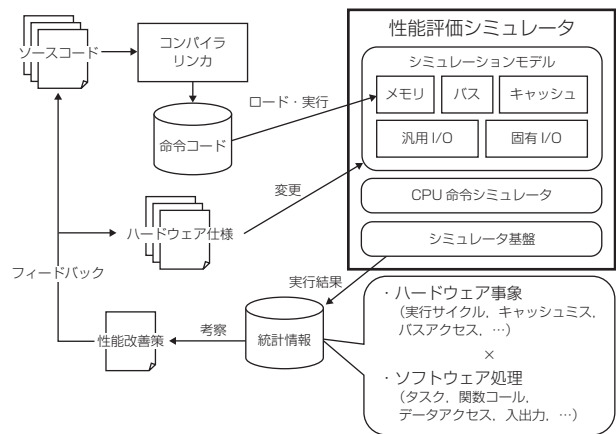 ソースコード
コンパイラ
リンカ
命令コード
ロード・実行
性能評価シミュレータ
シミュレーションモデル
メモリ
バス
キャッシュ
汎用 I/O
固有 I/O
CPU 命令シミュレータ
シミュレータ基盤
変更
ハードウェア仕様
フィードバック
実行結果
性能改善策
考察
統計情報
・ハードウェア事象
（実行サイクル，キャッシュミス，
バスアクセス，…）
×
・ソフトウェア処理
（タスク，関数コール，
データアクセス，入出力，…）